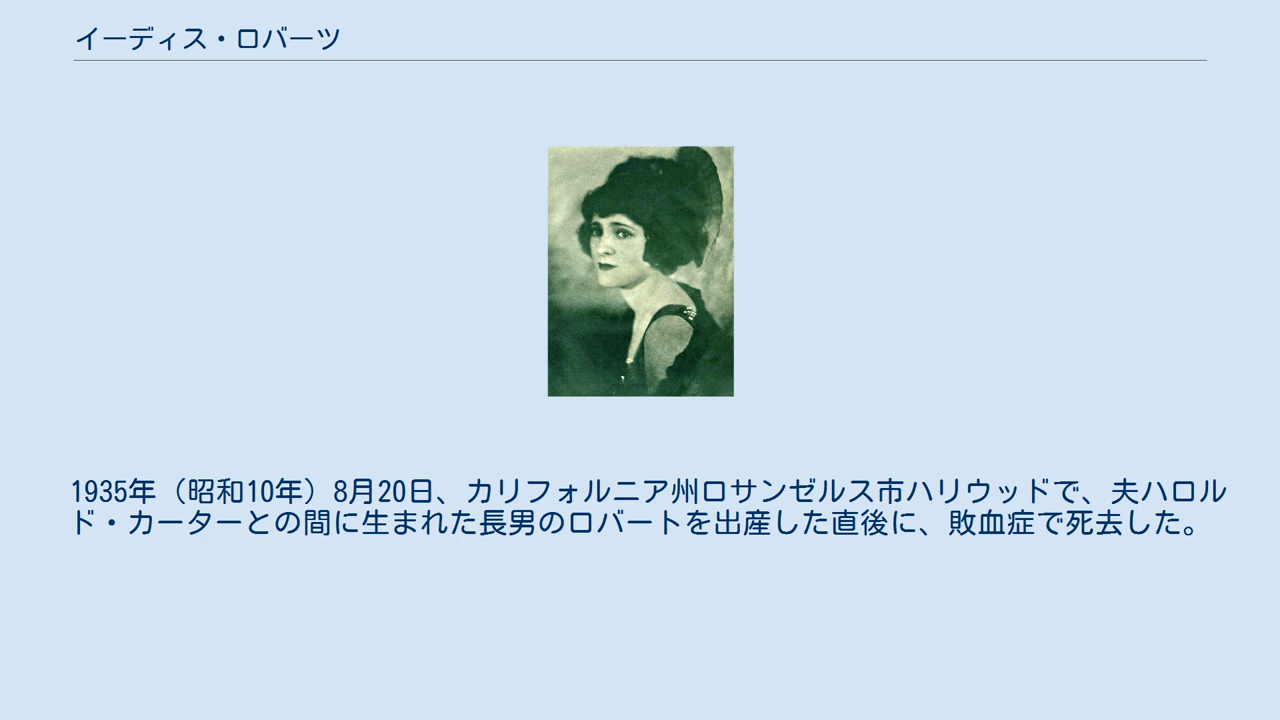 イーディス・ロバーツ
1935年（昭和10年）8月20日、カリフォルニア州ロサンゼルス市ハリウッドで、夫ハロル
ド・カーターとの間に生まれた長男のロバートを出産した直後に、敗血症で死去した。